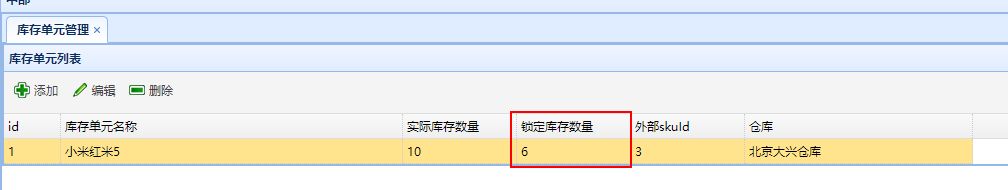 库存单元管理
库存单元列表
添加 编辑 删除
id 库存单元名称 实际库存数量 锁定库存数量 外部skuId 仓库
1 小米红米5 10 6 3 北京大兴仓库